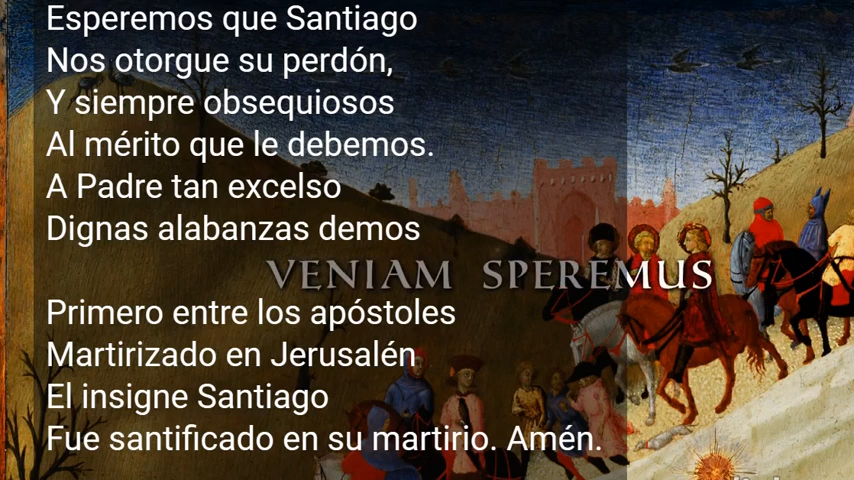 Esperemos que Santiago
Nos otorgue su perdón,
Y siempre obsequiosos
Al mérito que le debemos.
A Padre tan excelso
Dignas alabanzas demos
VENIAM SPEREMUS
Primero entre los apóstoles
Martirizado en Jerusalén
El insigne Santiago
Fue santificado en su martirio. Amén.